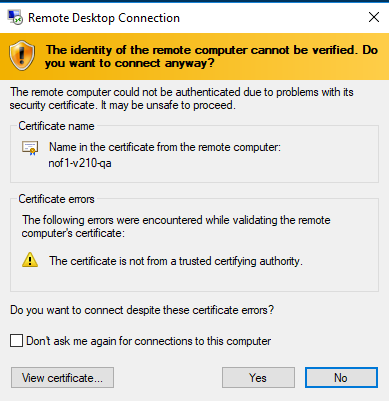 Remote Desktop Connection
The identity of the remote computer cannot be verified. Do
you want to connect anyway?
The remote computer could not be authenticated due to problems with its
security certificate. It may be unsafe to proceed.
Certificate name
Name in the certificate from the remote computer:
nof1-v210-qa
Certificate errors
The following errors were encountered while validating the remote
computer's certificate:
The certificate is not from a trusted certifying authority.
Do you want to connect despite these certificate errors?
Don't ask me again for connections to this computer
View certificate... Yes No